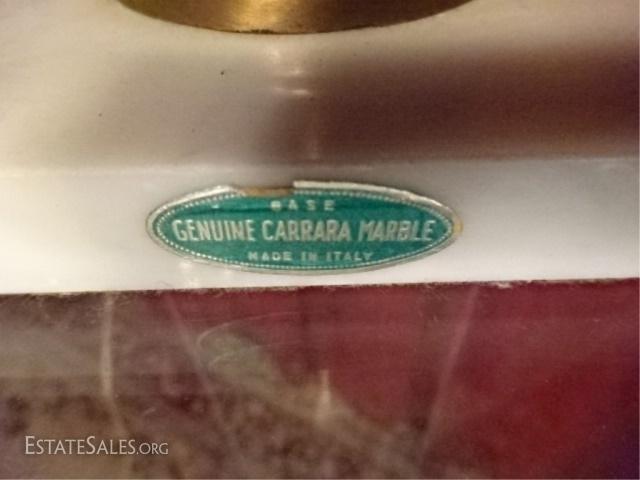 BASE
GENUINE CARRARA MARBLE
MADE IN ITALY
ESTATESALES.ORG